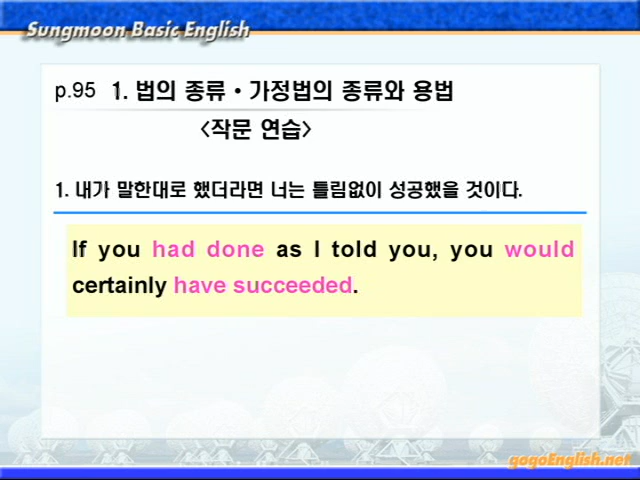 Sungmoon Basic English
p.95 1. 법의 종류 • 가정법의 종류와 용법
<작문 연습>
1. 내가 말한대로 했더라면 너는 틀림없이 성공했을 것이다.
If you had done as I told you, you would
certainly have succeeded.
gogoEnglish.net